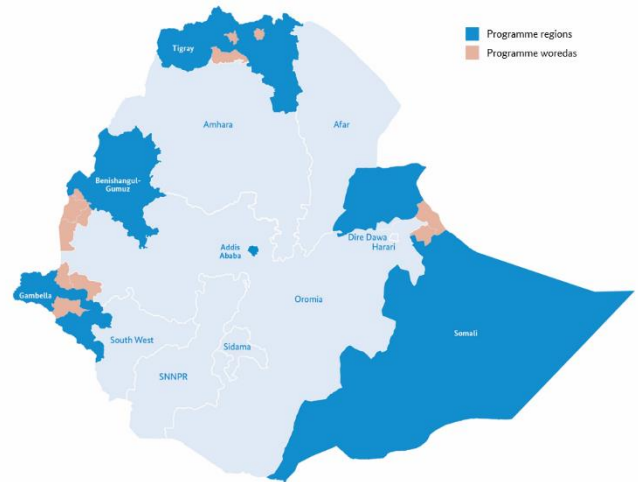 Programme regions
Programme woredas
Tigray
Amhara
Afar
Benishangul-
Gumuz
Addis
Ababa
Dire Dawa
Harari
Gambella
Oromia
Somali
South West
Sidama
SNNPR